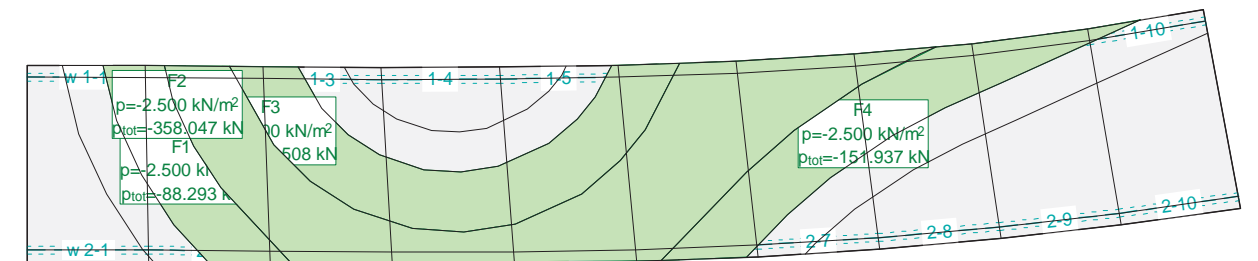 w 1-1
1-3
1-4
1-5
1-10
F2
p=-2.500 kN/m²
ptot=-358.047 kN
F3
00 kN/m²
508 kN
F1
p=-2.500 kN
ptot=-88.293 k
F4
p=-2.500 kN/m²
ptot=-151.937 kN
w 2-1
2-7
2-8
2-9
2-10